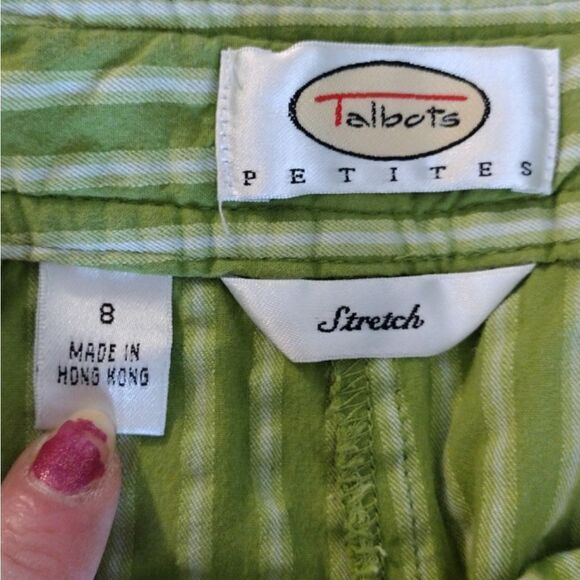 Talbots
PETITES
Stretch
8
MADE IN
HONG KONG